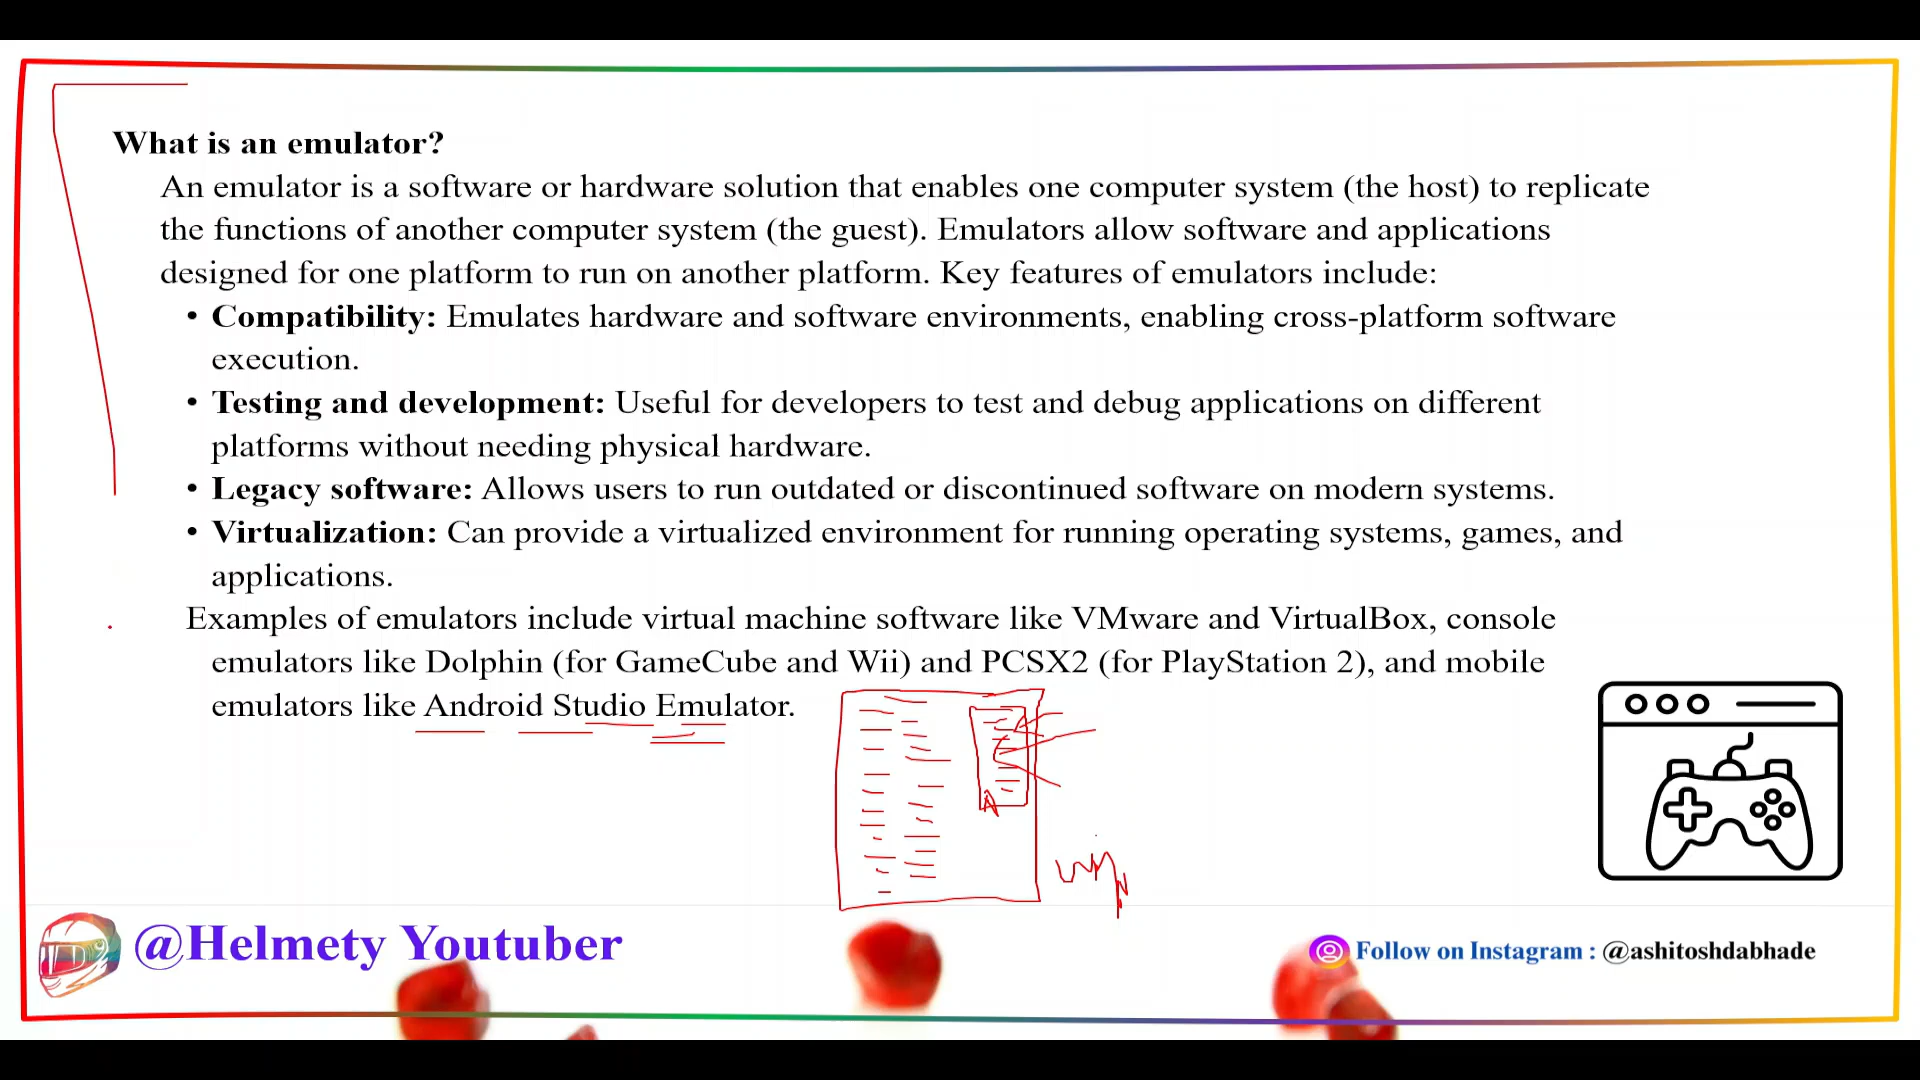 What is an emulator?
An emulator is a software or hardware solution that enables one computer system (the host) to replicate
the functions of another computer system (the guest). Emulators allow software and applications
designed for one platform to run on another platform. Key features of emulators include:
• Compatibility: Emulates hardware and software environments, enabling cross-platform software
execution.
• Testing and development: Useful for developers to test and debug applications on different
platforms without needing physical hardware.
• Legacy software: Allows users to run outdated or discontinued software on modern systems.
• Virtualization: Can provide a virtualized environment for running operating systems, games, and
applications.
Examples of emulators include virtual machine software like VMware and VirtualBox, console
emulators like Dolphin (for GameCube and Wii) and PCSX2 (for PlayStation 2), and mobile
emulators like Android Studio Emulator.
A
@Helmety Youtuber
Follow on Instagram : @ashitoshdabhade